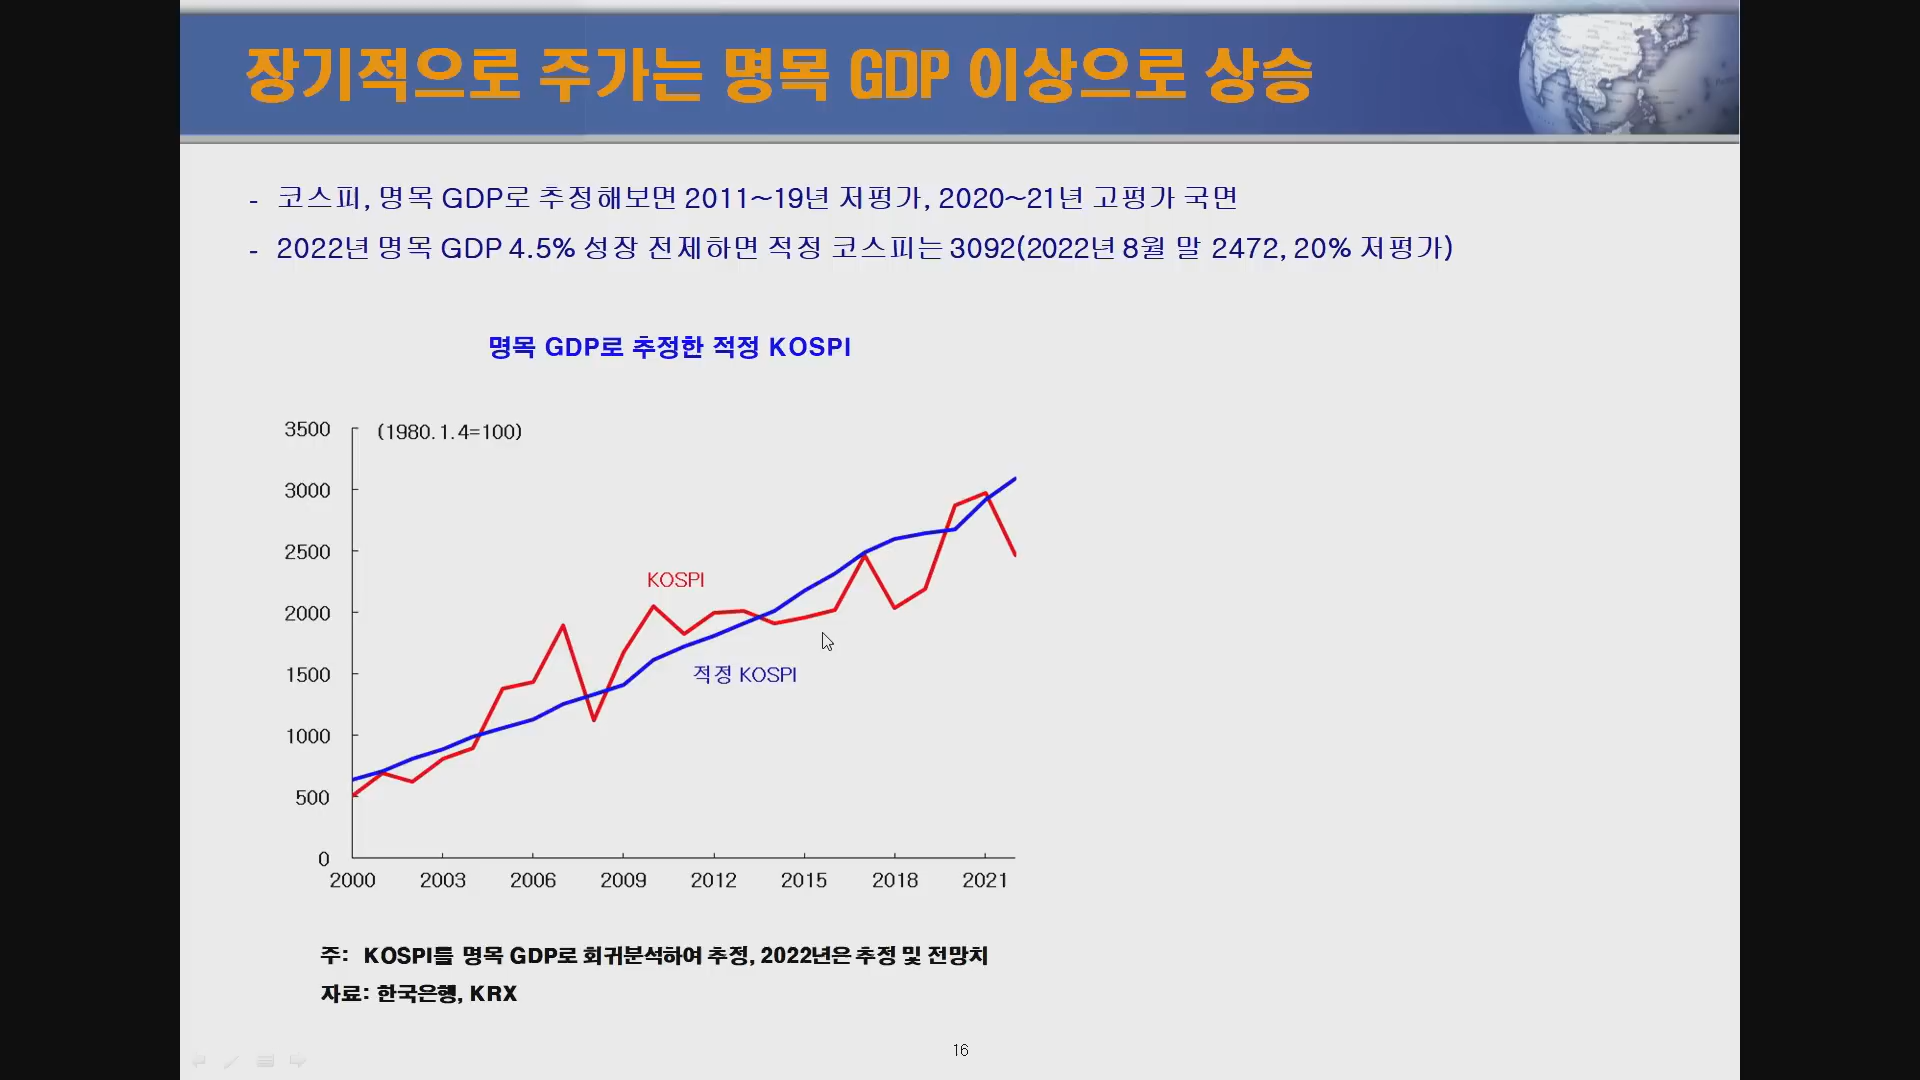 장기적으로 주가는 명목 GDP 이상으로 상승
- 코스피, 명목 GDP로 추정해보면 2011~19년 저평가, 2020~21년 고평가 국면
- 2022년 명목 GDP 4.5% 성장 전제하면 적정 코스피는 3092(2022년 8월 말 2472, 20% 저평가)
명목 GDP로 추정한 적정 KOSPI
3500
(1980.1.4=100)
3000
2500
KOSPI
2000
1500
적정 KOSPI
1000
500
0
2000 2003 2006 2009 2012 2015 2018 2021
주: KOSPI를 명목 GDP로 회귀분석하여 추정, 2022년은 추정 및 전망치
자료: 한국은행, KRX
16